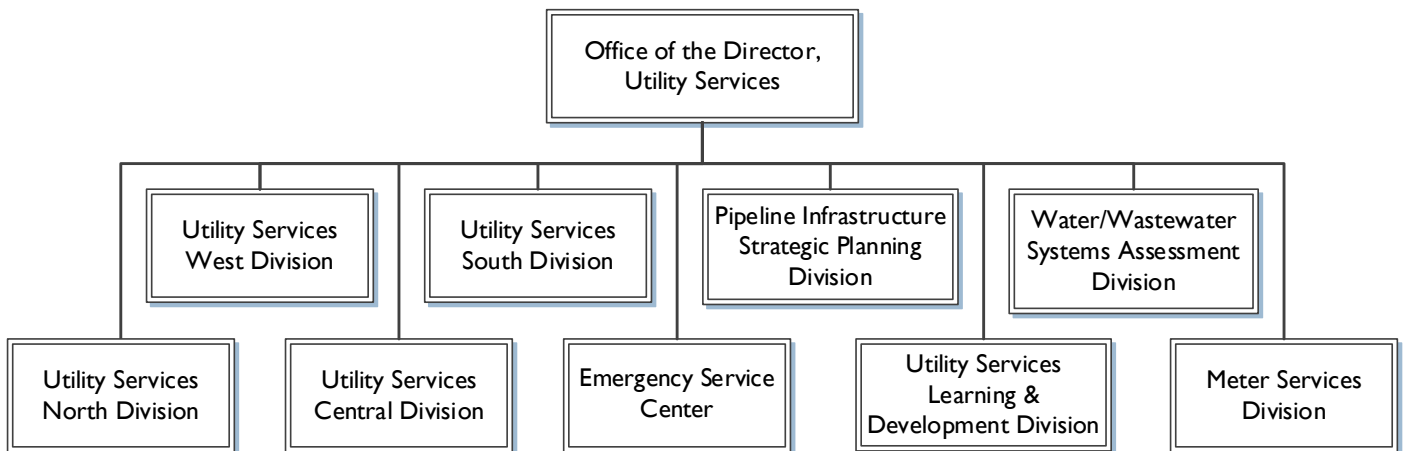 Office of the Director,
Utility Services
Utility Services
West Division
Utility Services
South Division
Pipeline Infrastructure
Strategic Planning
Division
Water/Wastewater
Systems Assessment
Division
Utility Services
North Division
Utility Services
Central Division
Emergency Service
Center
Utility Services
Learning &
Development Division
Meter Services
Division